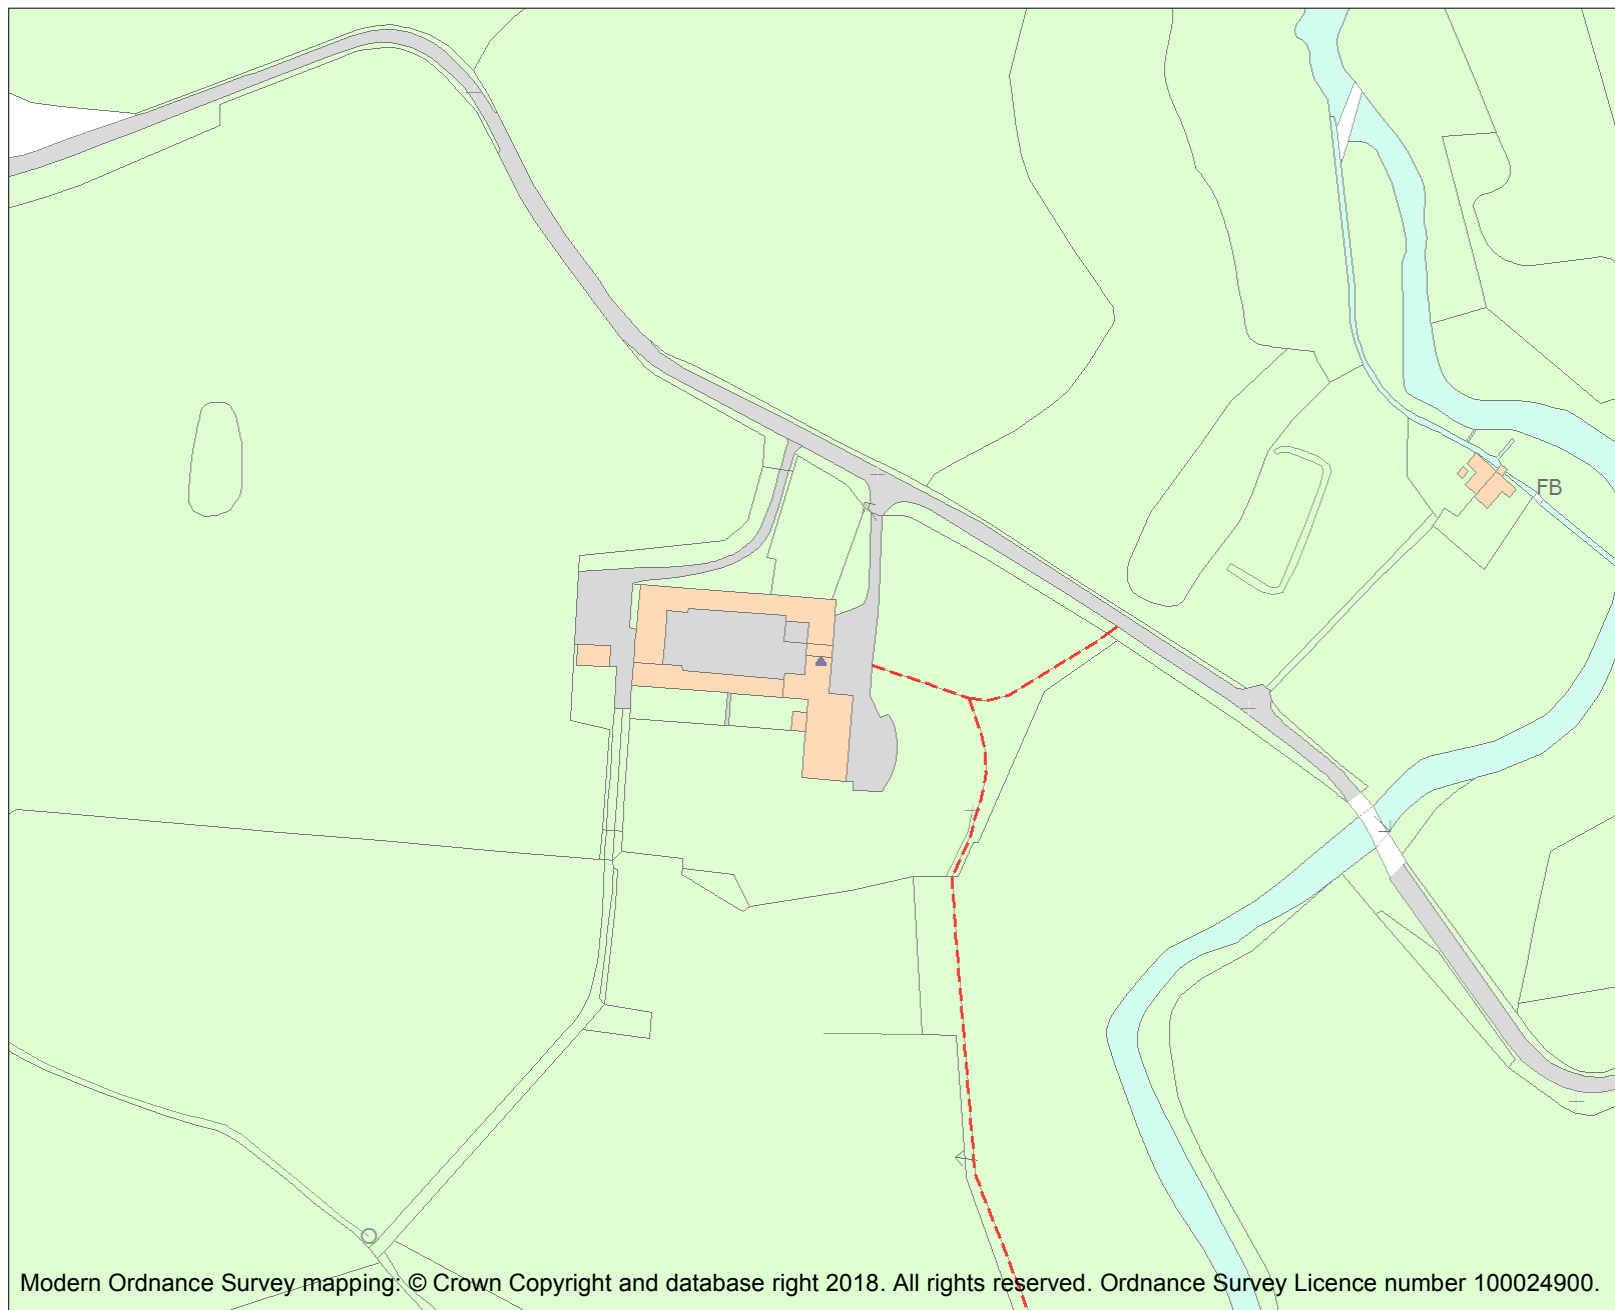 FB
Modern Ordnance Survey mapping: © Crown Copyright and database right 2018. All rights reserved. Ordnance Survey Licence number 100024900.